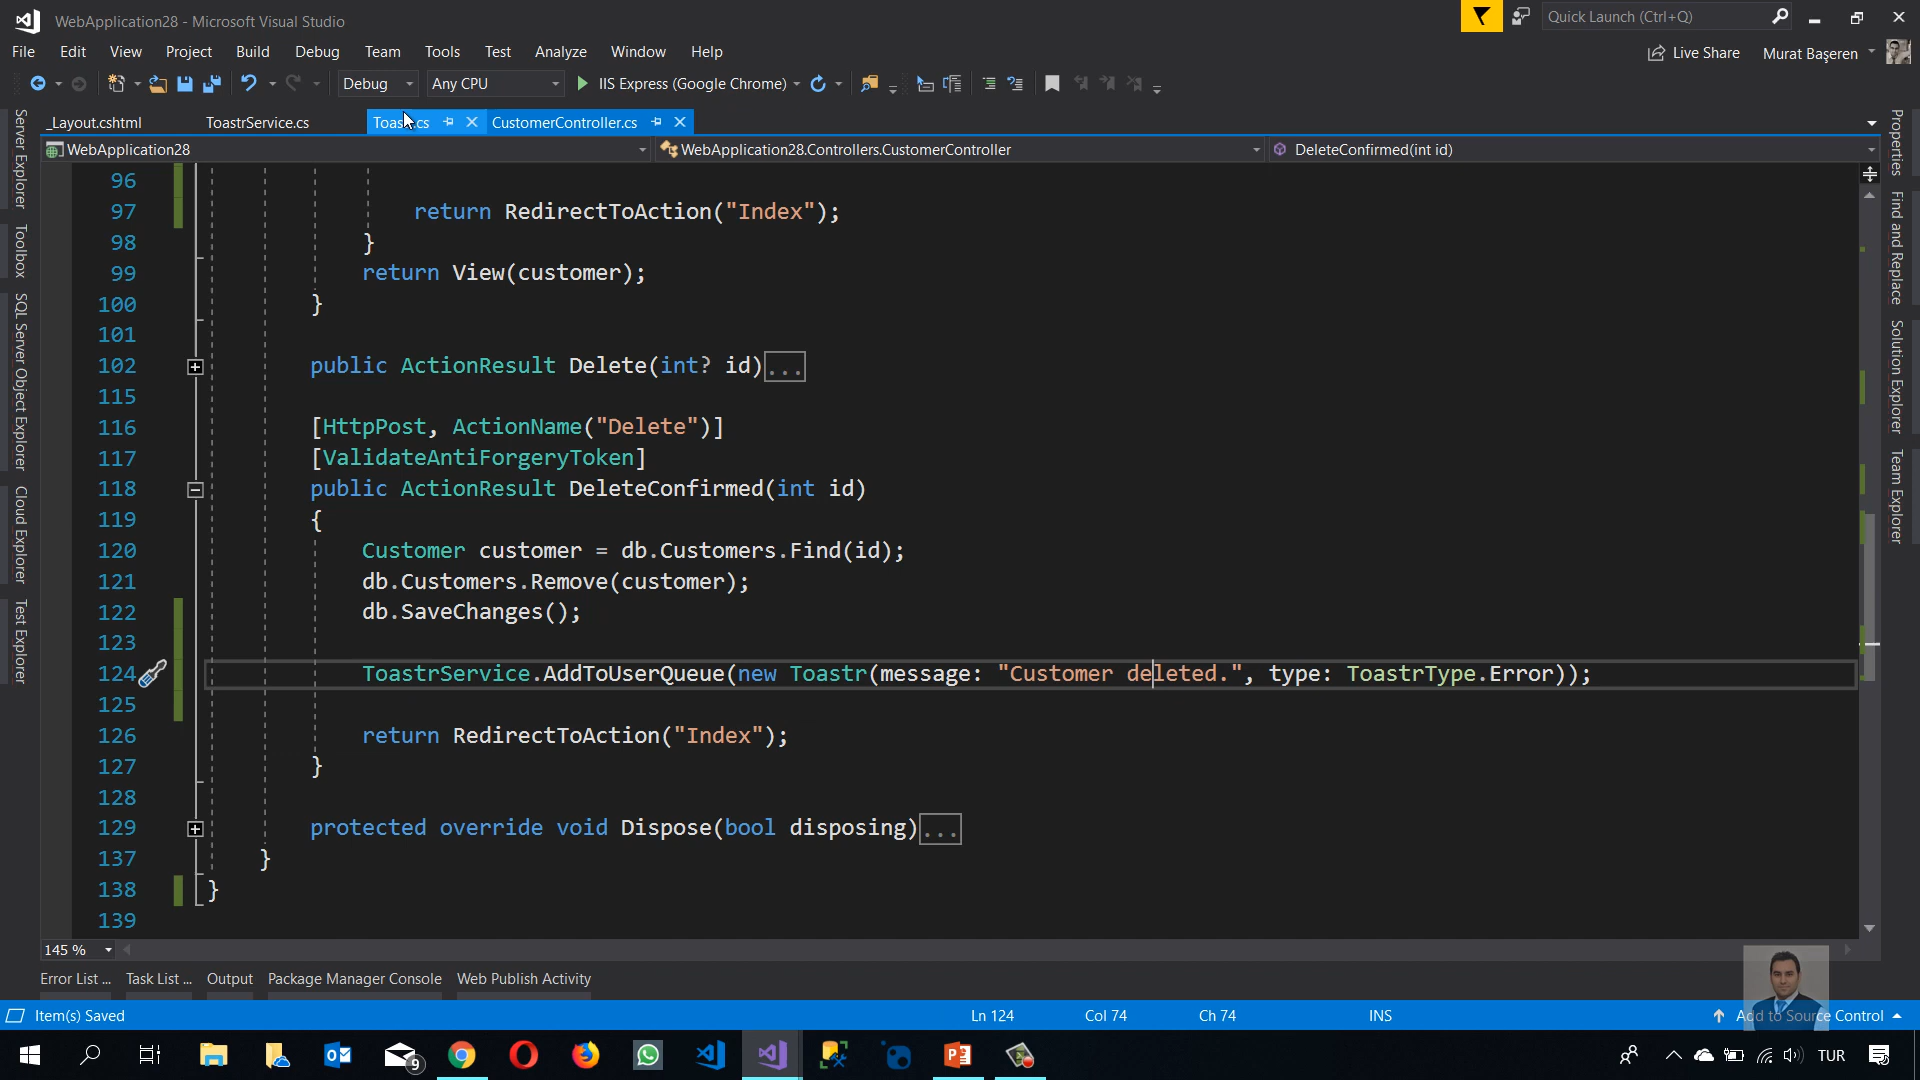 WebApplication28 - Microsoft Visual Studio
Quick Launch (Ctrl+Q)
File Edit View Project Build Debug Team Tools Test Analyze Window Help
Live Share
Murat Başeren
Debug
Any CPU
IIS Express (Google Chrome)
_Layout.cshtml
ToastrService.cs
CustomerController.cs
WebApplication28
WebApplication28.Controllers.CustomerController
DeleteConfirmed(int id)
Server Explorer
Toolbox
SQL Server Object Explorer
Cloud Explorer
Test Explorer
96
97 return RedirectToAction("Index");
98 }
99 return View(customer);
100 }
101
102 public ActionResult Delete(int? id)...
115
116 [HttpPost, ActionName("Delete")]
117 [ValidateAntiForgeryToken]
118 public ActionResult DeleteConfirmed(int id)
119 {
120 Customer customer = db.Customers.Find(id);
121 db.Customers.Remove(customer);
122 db.SaveChanges();
123
124 ToastrService.AddToUserQueue(new Toastr(message: "Customer deleted.", type: ToastrType.Error));
125
126 return RedirectToAction("Index");
127 }
128
129 protected override void Dispose(bool disposing)...
137 }
138 }
139
Properties
Find and Replace
Solution Explorer
Team Explorer
145 %
Error List ... Task List ... Output Package Manager Console Web Publish Activity
Item(s) Saved
Ln 124
Col 74
Ch 74
INS
Add to Source Control
9
TUR